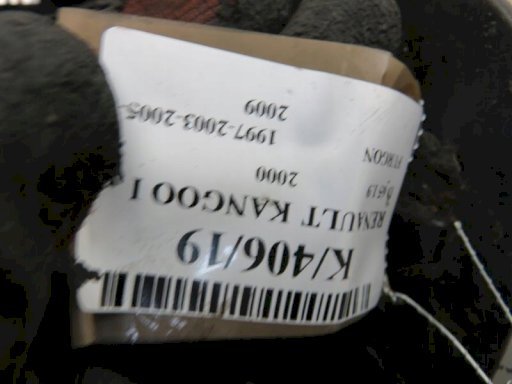 K/406/19
RENAULT KANGOO I
2000
FURGON
1997-2003-2005-
2009